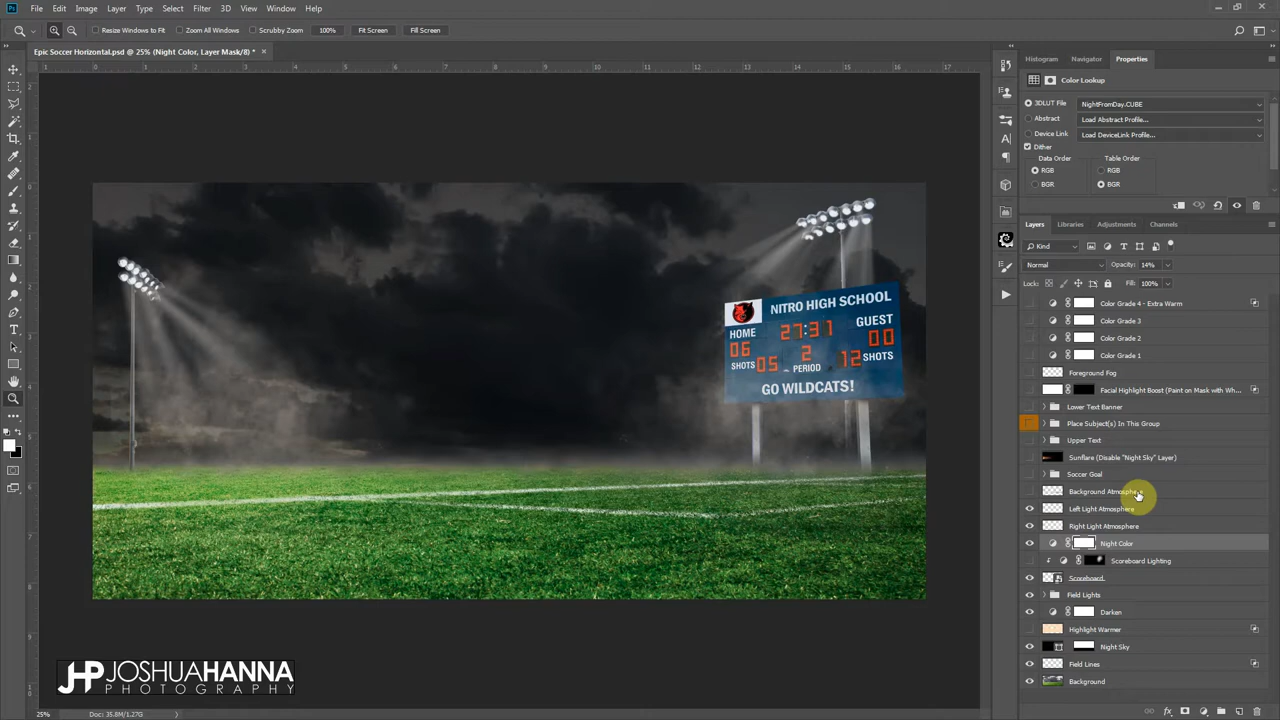 File Edit Image Layer Type Select Filter 3D View Window Help
Resize Windows to Fit Zoom All Windows Scrubby Zoom 100% Fit Screen Fill Screen
Epic Soccer Horizontal.psd @ 25% (Night Color, Layer Mask/8) *
Histogram Navigator Properties
Color Lookup
3DLUT File NightFromDay.CUBE
Abstract Load Abstract Profile...
Device Link Load DeviceLink Profile...
Dither
Data Order Table Order
RGB RGB
BGR BGR
Layers Libraries Adjustments Channels
Kind
Normal Opacity: 14%
Lock: Fill: 100%
Color Grade 4 - Extra Warm
Color Grade 3
Color Grade 2
Color Grade 1
Foreground Fog
Facial Highlight Boost (Paint on Mask with Wh...
Lower Text Banner
Place Subject(s) In This Group
Upper Text
Sunflare (Disable "Night Sky" Layer)
Soccer Goal
Background Atmosphere
Left Light Atmosphere
Right Light Atmosphere
Night Color
Scoreboard Lighting
Scoreboard.
Field Lights
Darken
Highlight Warmer
Night Sky
Field Lines
Background
NITRO HIGH SCHOOL
HOME 27:31 GUEST
06 2 00
SHOTS 05 PERIOD 12 SHOTS
GO WILDCATS!
JHP JOSHUAHANNA
PHOTOGRAPHY
25% Doc: 35.8M/1.27G